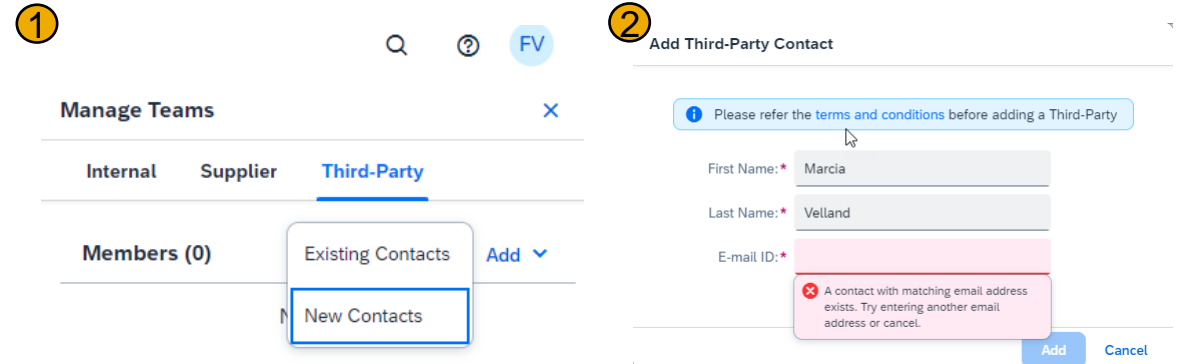 1
FV
Manage Teams
Internal Supplier Third-Party
Members (0)
Existing Contacts
Add
New Contacts
2
Add Third-Party Contact
Please refer the terms and conditions before adding a Third-Party
First Name:* Marcia
Last Name:* Velland
E-mail ID:*
A contact with matching email address
exists. Try entering another email
address or cancel.
Add Cancel